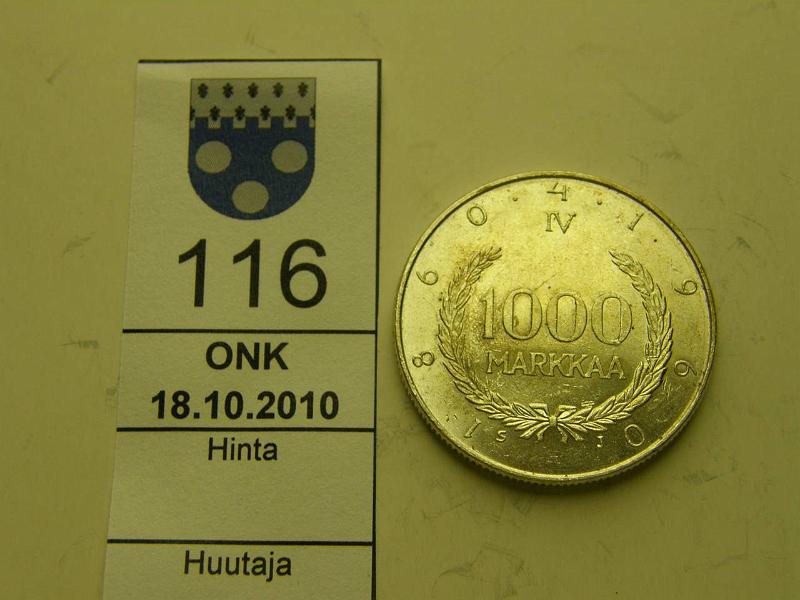 116
ONK
18.10.2010
Hinta
Huutaja
1860 4 1960
IV
1000
MARKKAA
S J